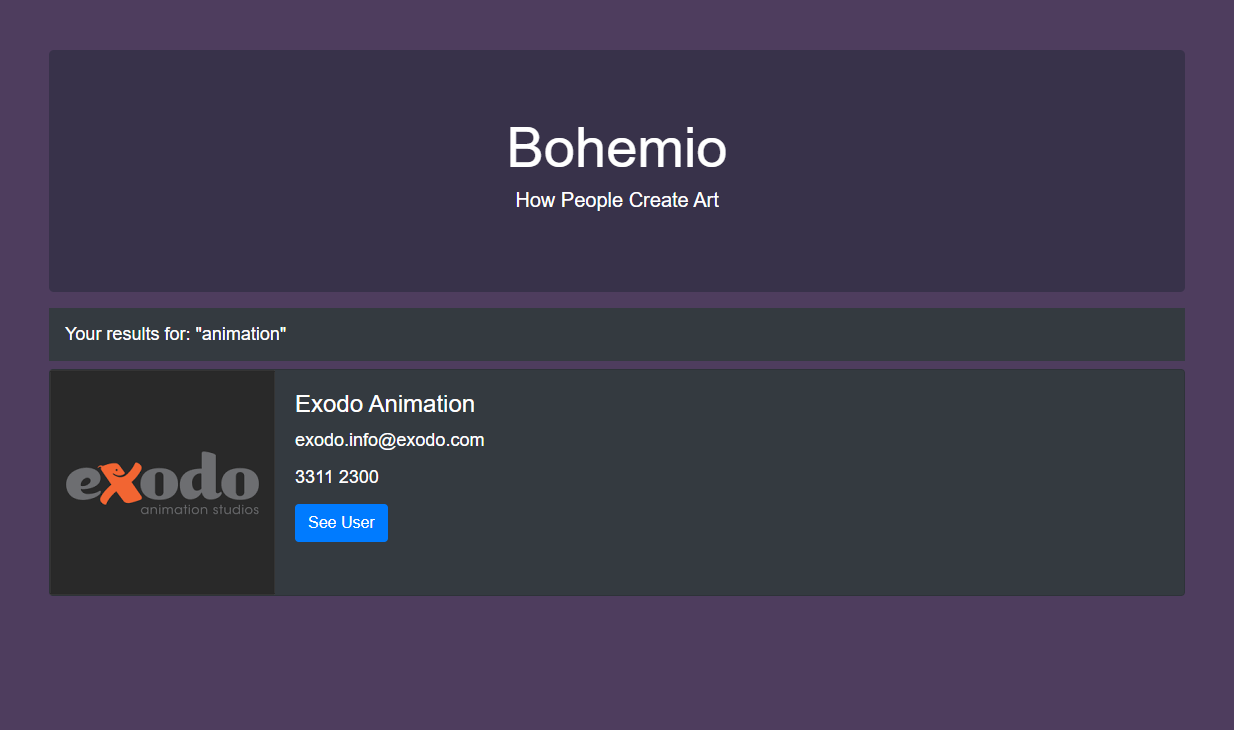 Bohemio
How People Create Art
Your results for: "animation"
exodo
animation studios
Exodo Animation
exodo.info@exodo.com
3311 2300
See User